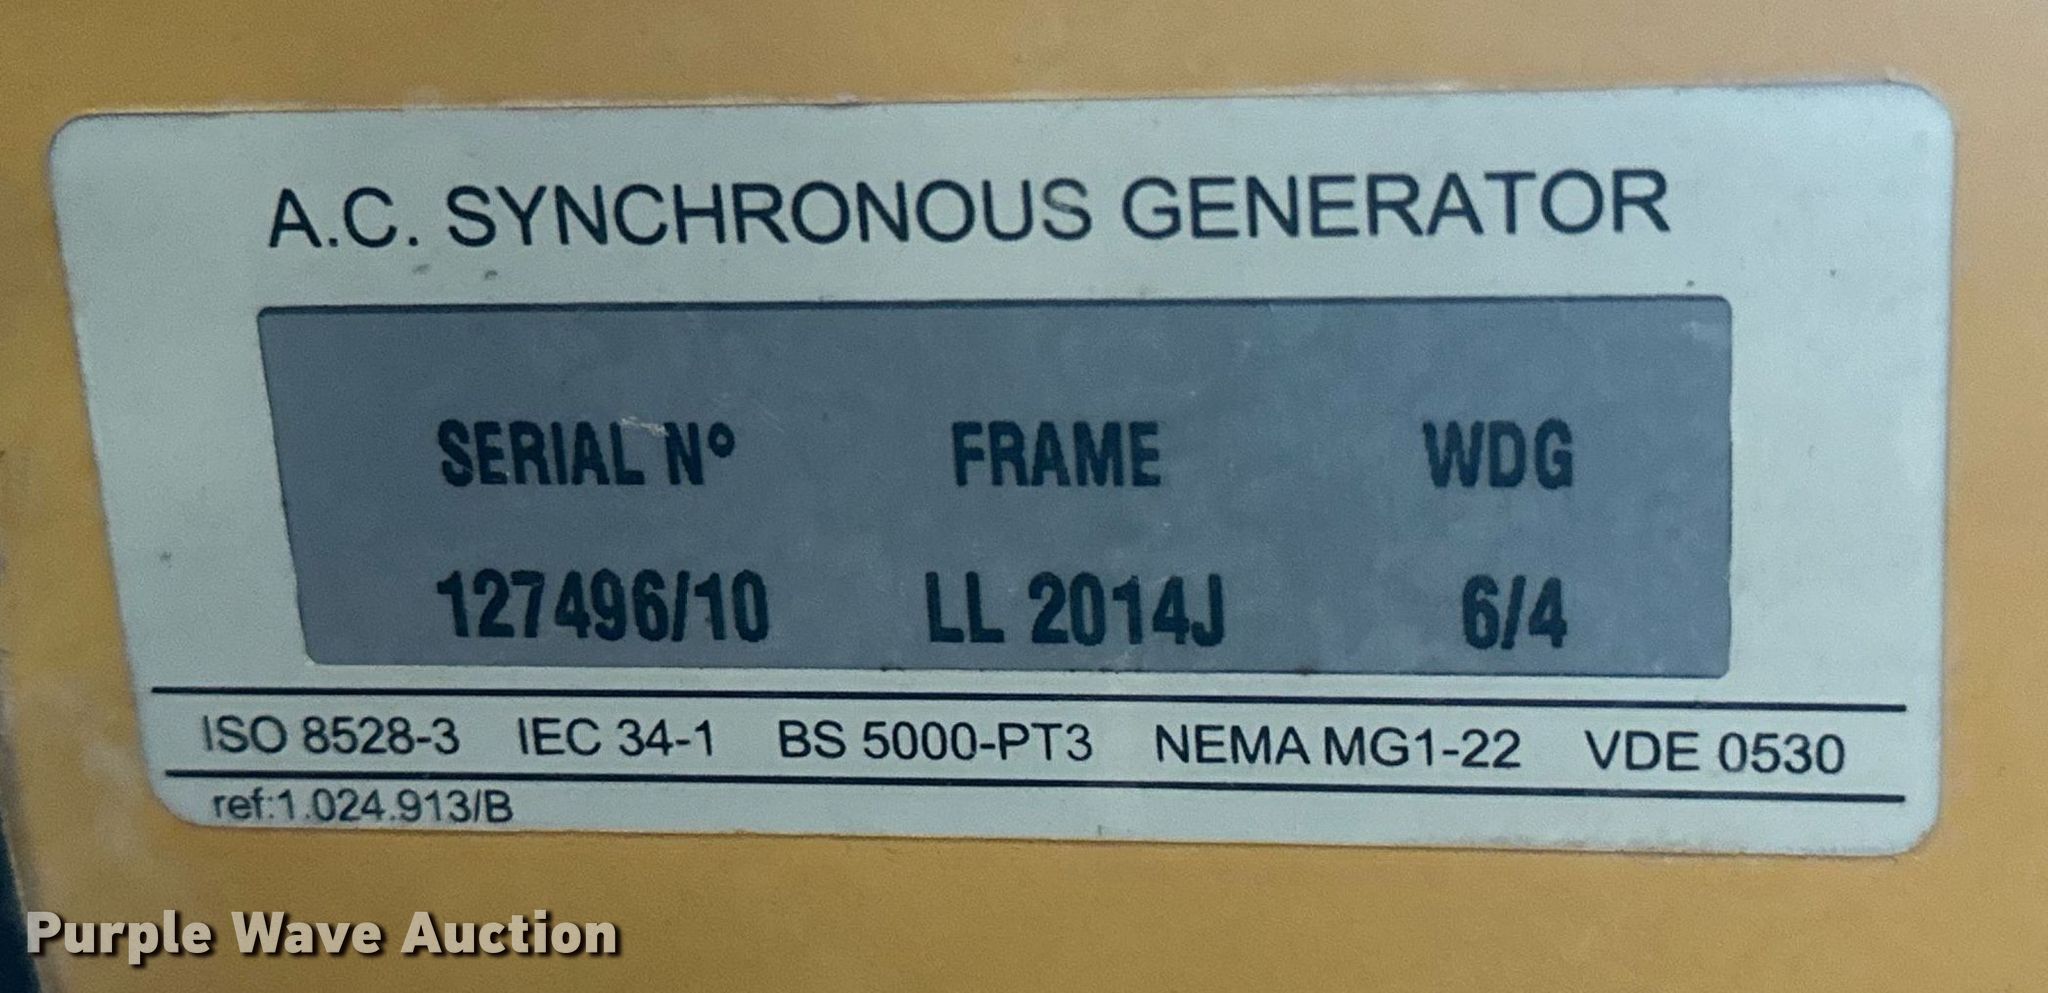 A.C. SYNCHRONOUS GENERATOR
SERIAL Nº FRAME WDG
127496/10 LL 2014J 6/4
ISO 8528-3 IEC 34-1 BS 5000-PT3 NEMA MG1-22 VDE 0530
ref:1.024.913/B
Purple Wave Auction